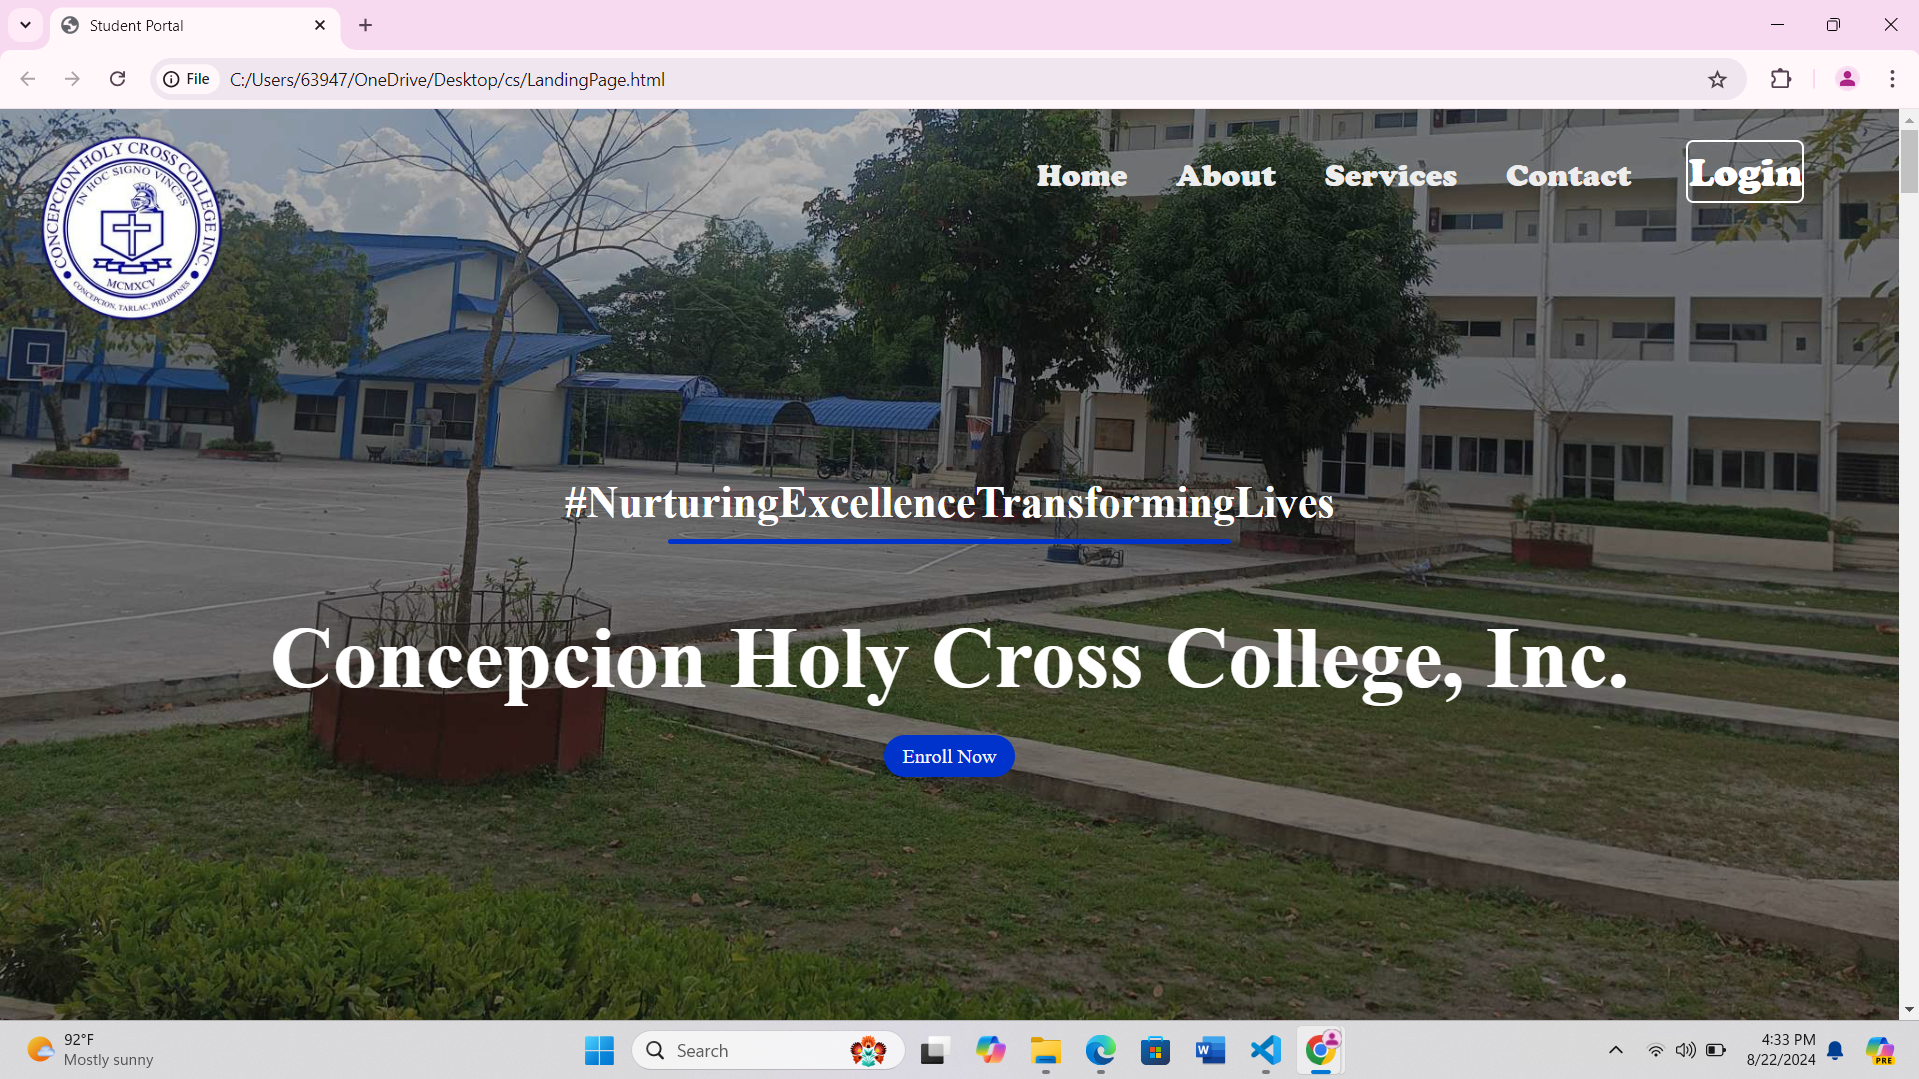 Student Portal
File
C:/Users/63947/OneDrive/Desktop/cs/LandingPage.html
CONCEPCION HOLY CROSS COLLEGE INC.
IN HOC SIGNO VINCES
MCMXCV
CONCEPCION, TARLAC, PHILIPPINES
Home
About
Services
Contact
Login
#NurturingExcellenceTransformingLives
Concepcion Holy Cross College, Inc.
Enroll Now
92°F
Mostly sunny
Search
W
PRE
4:33 PM
8/22/2024